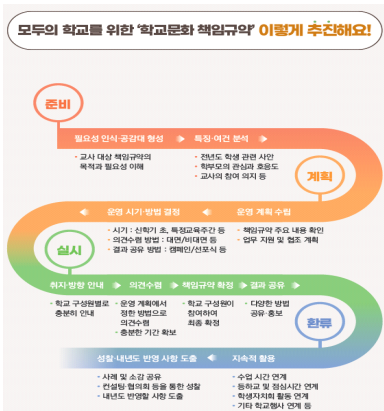 모두의 학교를 위한 '학교문화 책임규약' 이렇게 추진해요!
준비
필요성 인식·공감대 형성
특징·여건 분석
· 교사 대상 책임규약의
목적과 필요성 이해
· 전년도 학생 관련 사안
· 학부모의 관심과 호응도
· 교사의 참여 의지 등
계획
운영 시기·방법 결정
운영 계획 수립
· 시기 : 신학기 초, 특정교육주간 등
· 의견수렴 방법 : 대면/비대면 등
· 결과 공유 방법 : 캠페인/선포식 등
· 책임규약 주요 내용 확인
· 업무 지원 및 협조 계획
실시
취지·방향 안내
의견수렴
책임규약 확정
결과 공유
· 학교 구성원별로
충분히 안내
· 운영 계획에서
정한 방법으로
의견수렴
· 충분한 기간 확보
· 학교 구성원이
참여하여
최종 확정
· 다양한 방법
공유·홍보
환류
성찰·내년도 반영 사항 도출
지속적 활용
· 사례 및 소감 공유
· 컨설팅·협의회 등을 통한 성찰
· 내년도 반영할 사항 도출
· 수업 시간 연계
· 등하교 및 점심시간 연계
· 학생자치회 활동 연계
· 기타 학교행사 연계 등